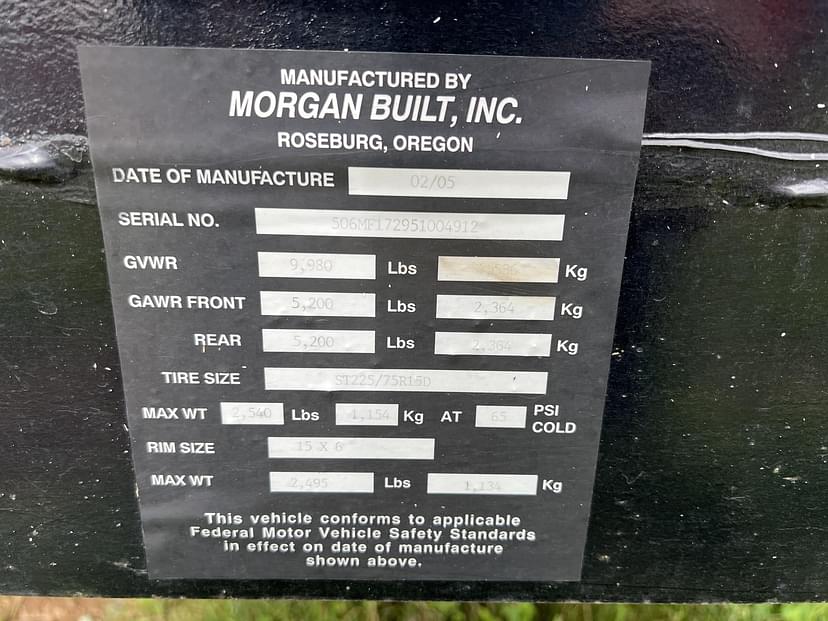 MANUFACTURED BY
MORGAN BUILT, INC.
ROSEBURG, OREGON
DATE OF MANUFACTURE 02/05
SERIAL NO. 506MF172951004912
GVWR 9,980 Lbs Kg
GAWR FRONT 5,200 Lbs 2,364 Kg
REAR 5,200 Lbs 2,364 Kg
TIRE SIZE ST225/75R15D
MAX WT 2,540 Lbs 1,154 Kg AT 65 PSI COLD
RIM SIZE 15 X 6
MAX WT 2,495 Lbs 1,134 Kg
This vehicle conforms to applicable
Federal Motor Vehicle Safety Standards
in effect on date of manufacture
shown above.